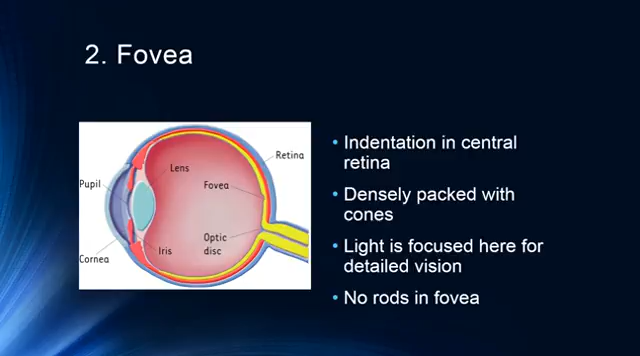 2. Fovea
Retina
Lens
Pupil
Fovea
Optic
disc
Iris
Cornea
• Indentation in central
retina
• Densely packed with
cones
• Light is focused here for
detailed vision
• No rods in fovea